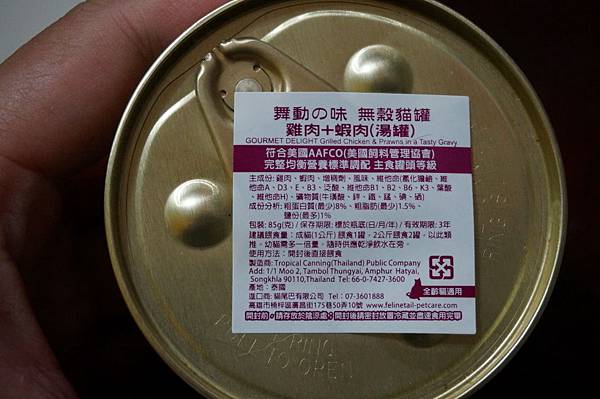 舞動の味 無穀貓罐
雞肉+蝦肉(湯罐)
GOURMET DELIGHT Grilled Chicken & Prawns in a Tasty Gravy
符合美國AAFCO(美國飼料管理協會)
完整均衡營養標準調配 主食罐頭等級
主成份: 雞肉、蝦肉、增稠劑、風味、維他命(氯化膽鹼、維
他命A、D3、E、B3、泛酸、維他命B1、B2、B6、K3、葉酸
、維他命H)、礦物質(牛磺酸、鋅、鐵、錳、碘、硒)
成份分析: 粗蛋白質(最少)8%、粗脂肪(最少)1.5%、
鹽份(最多)1%
包裝: 85g(克) / 保存期限: 標於瓶底(日/月/年) / 有效期限: 3年
建議餵食量: 成貓(1公斤) 餵食1罐, 2公斤餵食2罐, 以此類
推。幼貓需多一倍量。隨時供應乾淨飲水在旁。
使用方法: 開封後直接餵食
製造商: Tropical Canning(Thailand) Public Company
Add: 1/1 Moo 2, Tambol Thungyai, Amphur Hatyai,
Songkhla 90110,Thailand Tel: 66-0-7427-3600
產地: 泰國
進口商: 貓尾巴有限公司 Tel: 07-3601888
高雄市楠梓區廣昌街175巷50弄10號 www.felinetail-petcare.com
全齡貓適用
開封前,請存放於陰涼處;開封後請密封放置冷藏並盡速食用完畢
RING
TO OPEN